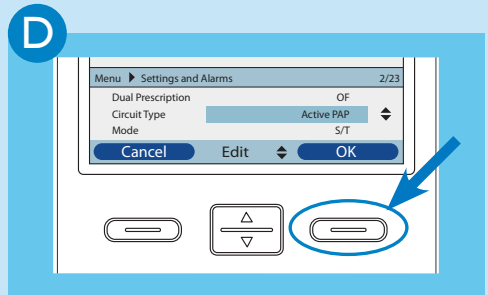 D
Menu ▶ Settings and Alarms 2/23
Dual Prescription OF
Circuit Type Active PAP
Mode S/T
Cancel Edit OK